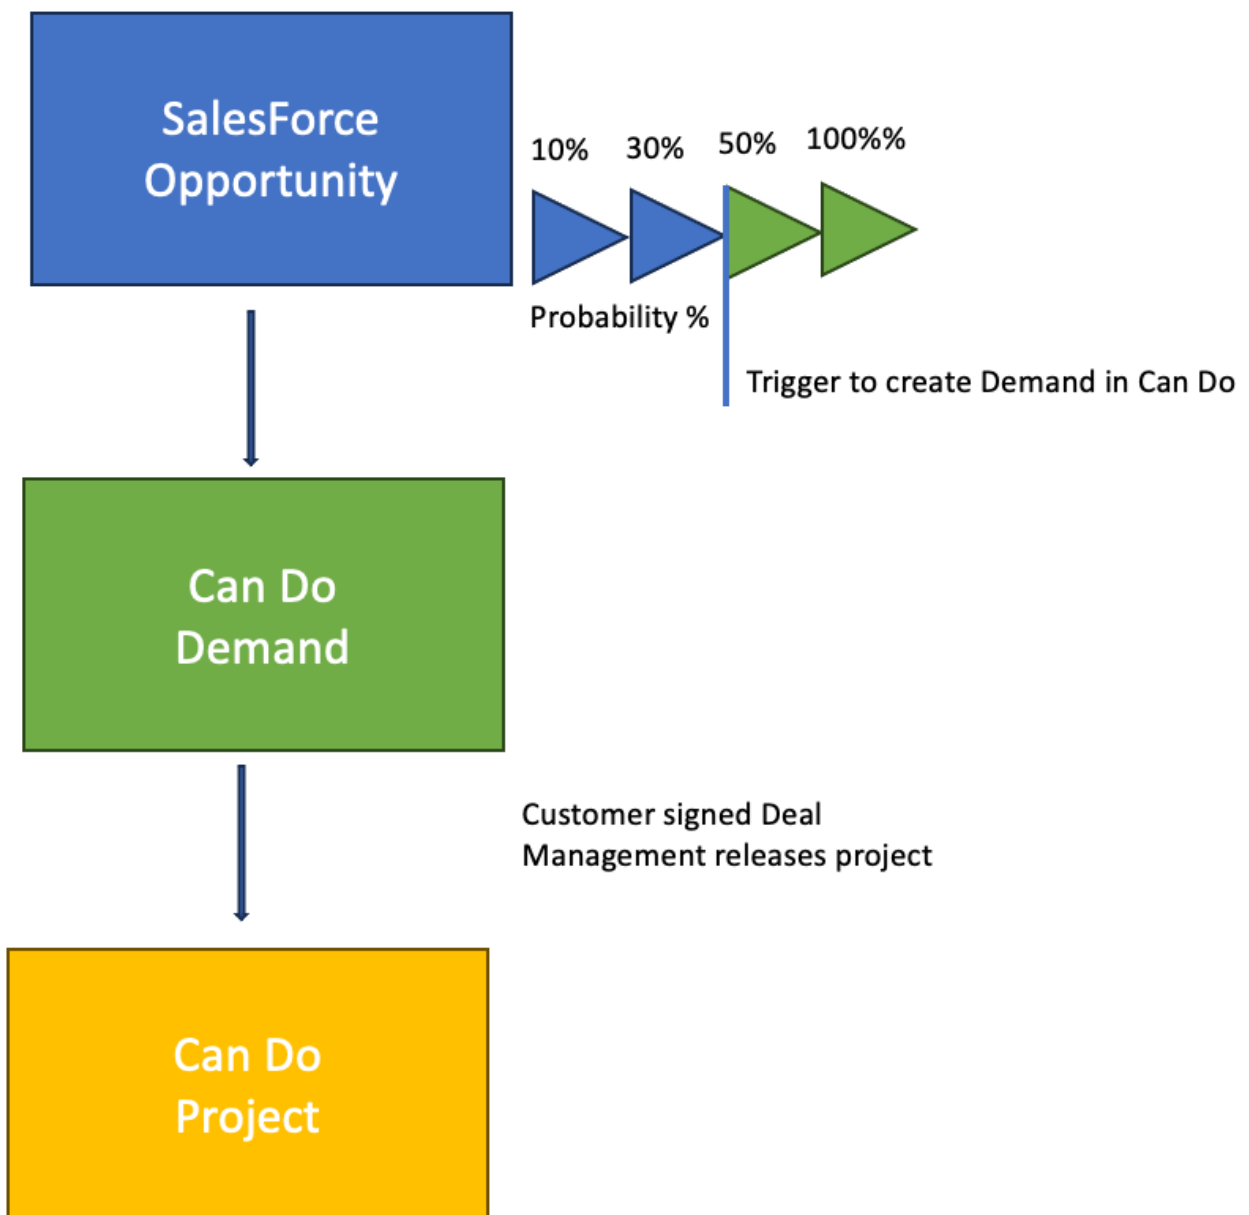 SalesForce
Opportunity
10%
30%
50%
100%%
Probability %
Trigger to create Demand in Can Do
Can Do
Demand
Customer signed Deal
Management releases project
Can Do
Project